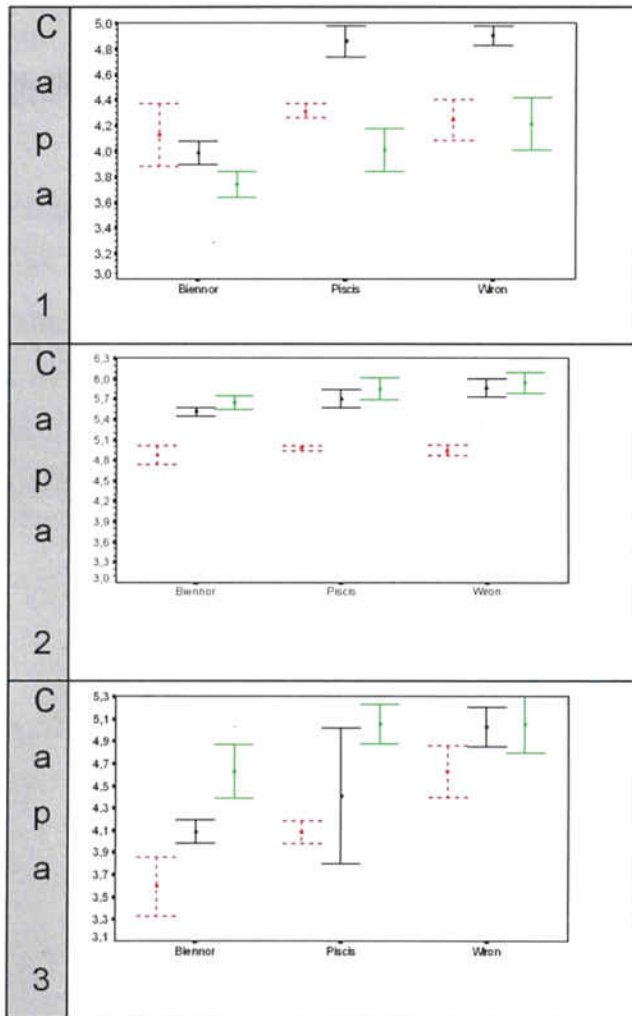 C
a
p
a
1
5,0
4,8
4,6
4,4
4,2
4,0
3,8
3,6
3,4
3,2
3,0
Biennor Piscis Wiron
C
a
p
a
2
6,3
6,0
5,7
5,4
5,1
4,8
4,5
4,2
3,9
3,6
3,3
3,0
Biennor Piscis Wiron
C
a
p
a
3
5,3
5,1
4,9
4,7
4,5
4,3
4,1
3,9
3,7
3,5
3,3
3,1
Biennor Piscis Wiron